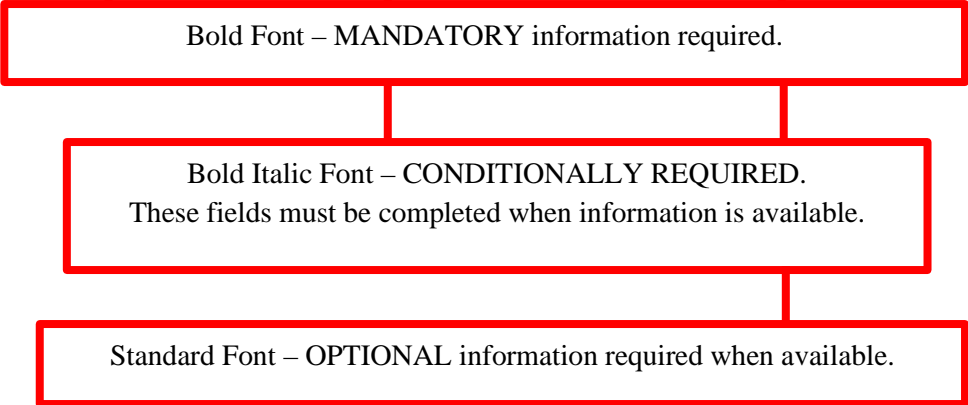 Bold Font – MANDATORY information required.
Bold Italic Font – CONDITIONALLY REQUIRED.
These fields must be completed when information is available.
Standard Font – OPTIONAL information required when available.